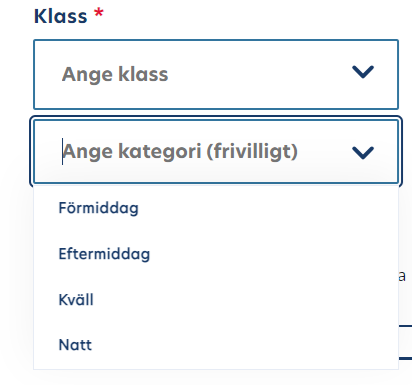 Klass *
Ange klass
Ange kategori (frivilligt)
Förmiddag
Eftermiddag
Kväll
a
Natt